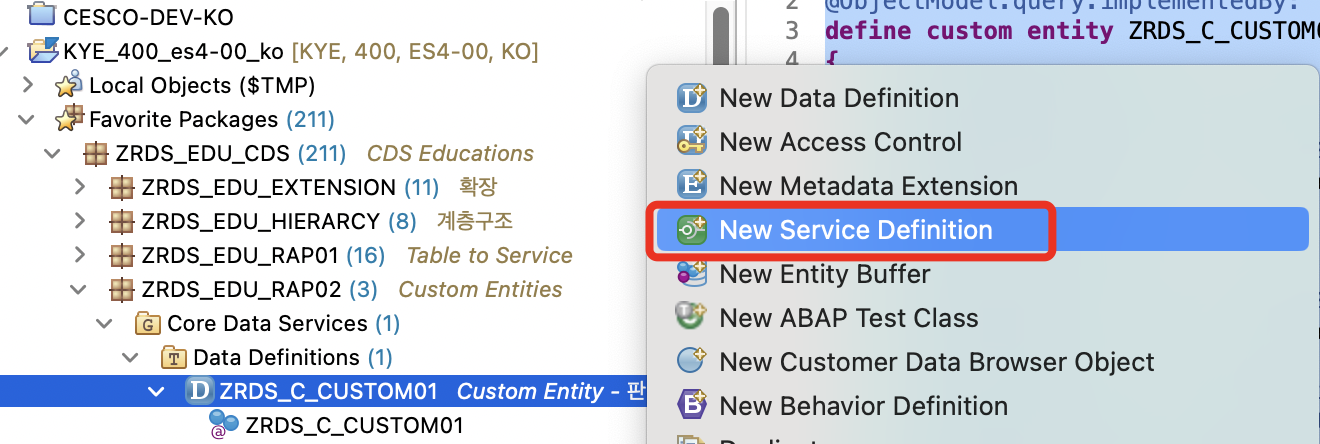 CESCO-DEV-KO
KYE_400_es4-00_ko [KYE, 400, ES4-00, KO]
Local Objects ($TMP)
Favorite Packages (211)
ZRDS_EDU_CDS (211) CDS Educations
ZRDS_EDU_EXTENSION (11) 확장
ZRDS_EDU_HIERARCY (8) 계층구조
ZRDS_EDU_RAP01 (16) Table to Service
ZRDS_EDU_RAP02 (3) Custom Entities
G Core Data Services (1)
T Data Definitions (1)
D ZRDS_C_CUSTOM01 Custom Entity - 판
@ ZRDS_C_CUSTOM01
2 @ObjectModel.query.implementedBy:
3 define custom entity ZRDS_C_CUSTOM
4 {
D New Data Definition
New Access Control
E New Metadata Extension
New Service Definition
New Entity Buffer
New ABAP Test Class
New Customer Data Browser Object
B New Behavior Definition